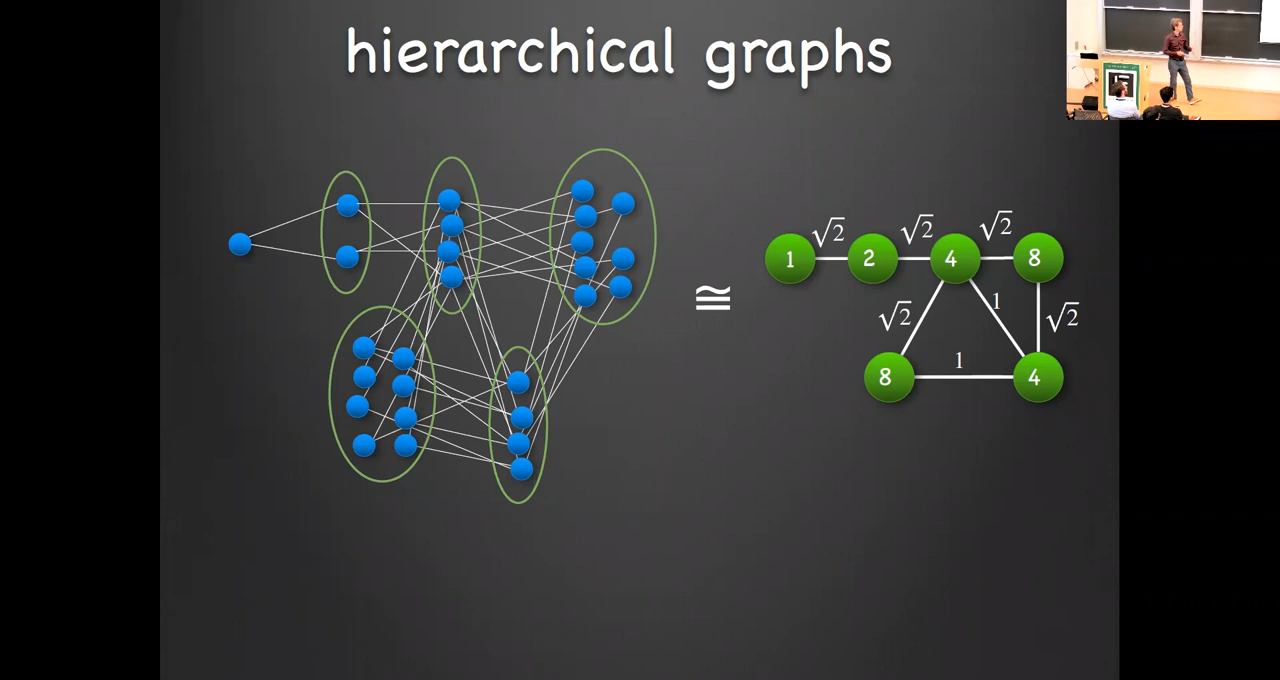 hierarchical graphs
√2 √2 √2
1 2 4 8
≅
√2 1 √2
1
8 4